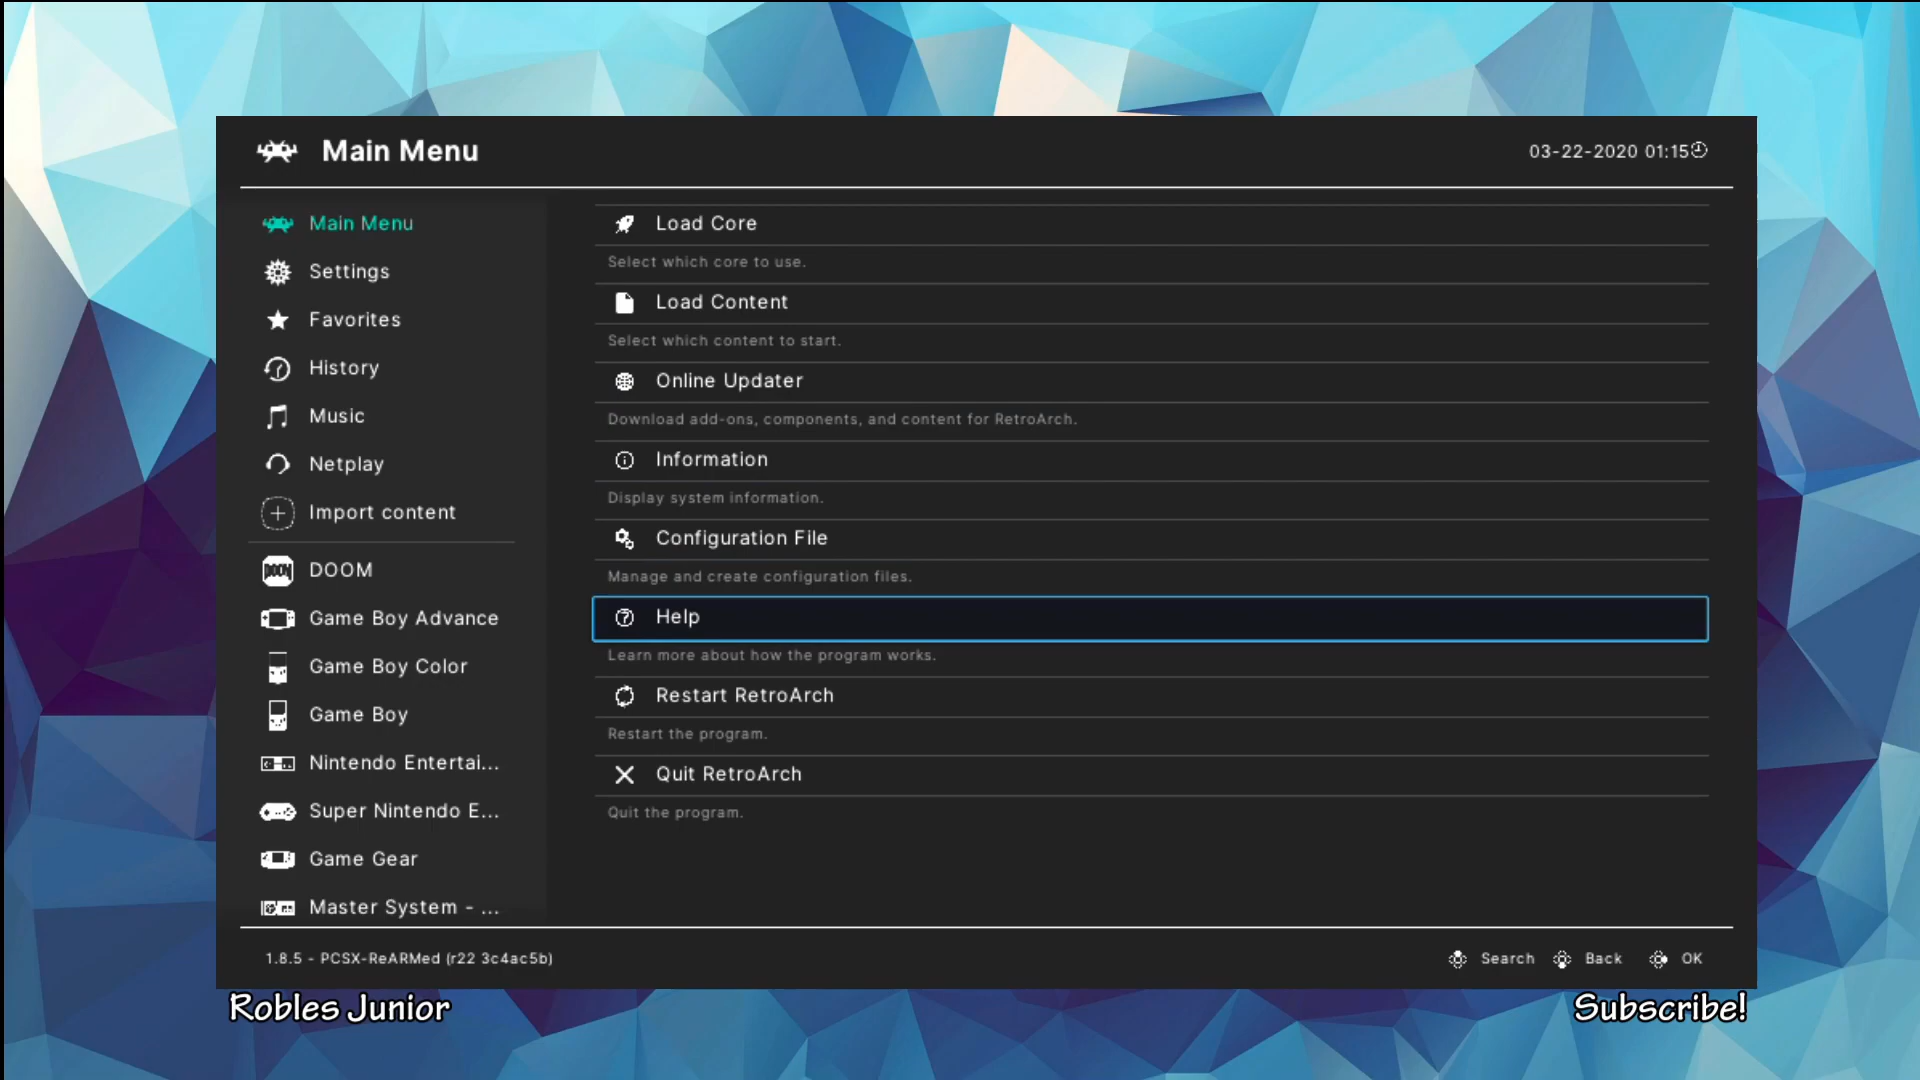 Main Menu
03-22-2020 01:15
Main Menu
Settings
Favorites
History
Music
Netplay
Import content
DOOM
Game Boy Advance
Game Boy Color
Game Boy
Nintendo Entertai...
Super Nintendo E...
Game Gear
Master System - ...
Load Core
Select which core to use.
Load Content
Select which content to start.
Online Updater
Download add-ons, components, and content for RetroArch.
Information
Display system information.
Configuration File
Manage and create configuration files.
Help
Learn more about how the program works.
Restart RetroArch
Restart the program.
Quit RetroArch
Quit the program.
1.8.5 - PCSX-ReARMed (r22 3c4ac5b)
Search Back OK
Robles Junior
Subscribe!